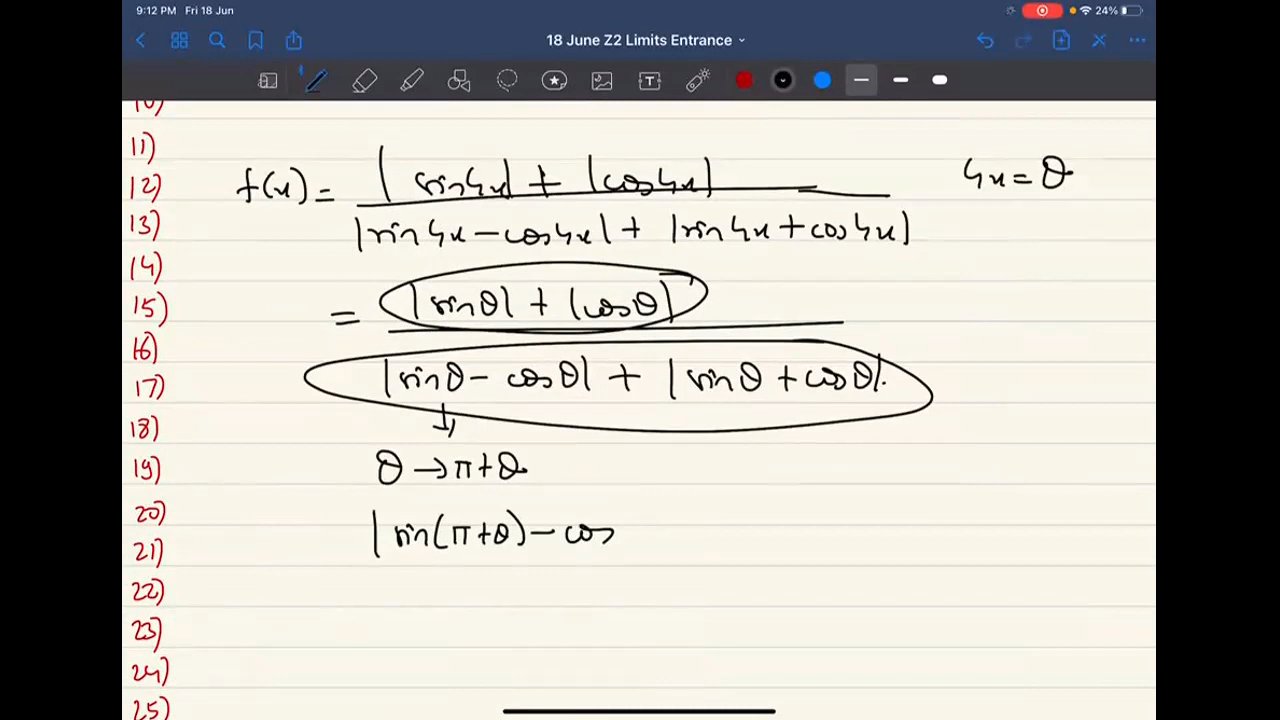 9:12 PM Fri 18 Jun
24%
18 June Z2 Limits Entrance
10)
11)
12)
13)
14)
15)
16)
17)
18)
19)
20)
21)
22)
23)
24)
25)
f(x) = |sin4x| + |cos4x|
4x = θ
|sin4x - cos4x| + |sin4x + cos4x|
= |sinθ| + |cosθ|
|sinθ - cosθ| + |sinθ + cosθ|.
↓
θ → π+θ
|sin(π+θ) - cos